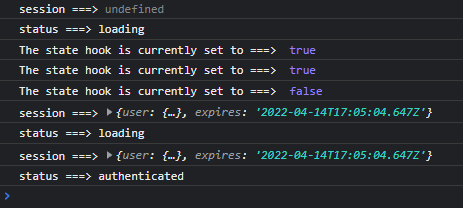 session ===> undefined
status ===> loading
The state hook is currently set to ===> true
The state hook is currently set to ===> true
The state hook is currently set to ===> false
session ===> ▶{user: {…}, expires: '2022-04-14T17:05:04.647Z'}
status ===> loading
session ===> ▶{user: {…}, expires: '2022-04-14T17:05:04.647Z'}
status ===> authenticated
>